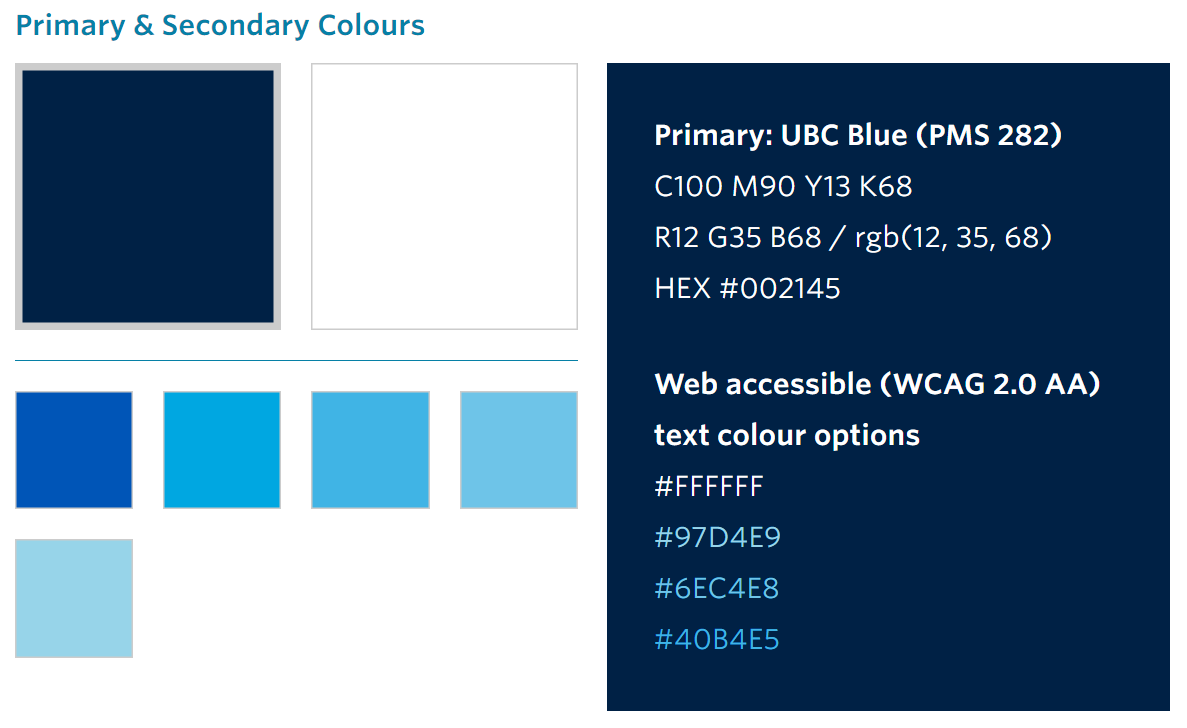 Primary & Secondary Colours
Primary: UBC Blue (PMS 282)
C100 M90 Y13 K68
R12 G35 B68 / rgb(12, 35, 68)
HEX #002145
Web accessible (WCAG 2.0 AA)
text colour options
#FFFFFF
#97D4E9
#6EC4E8
#40B4E5